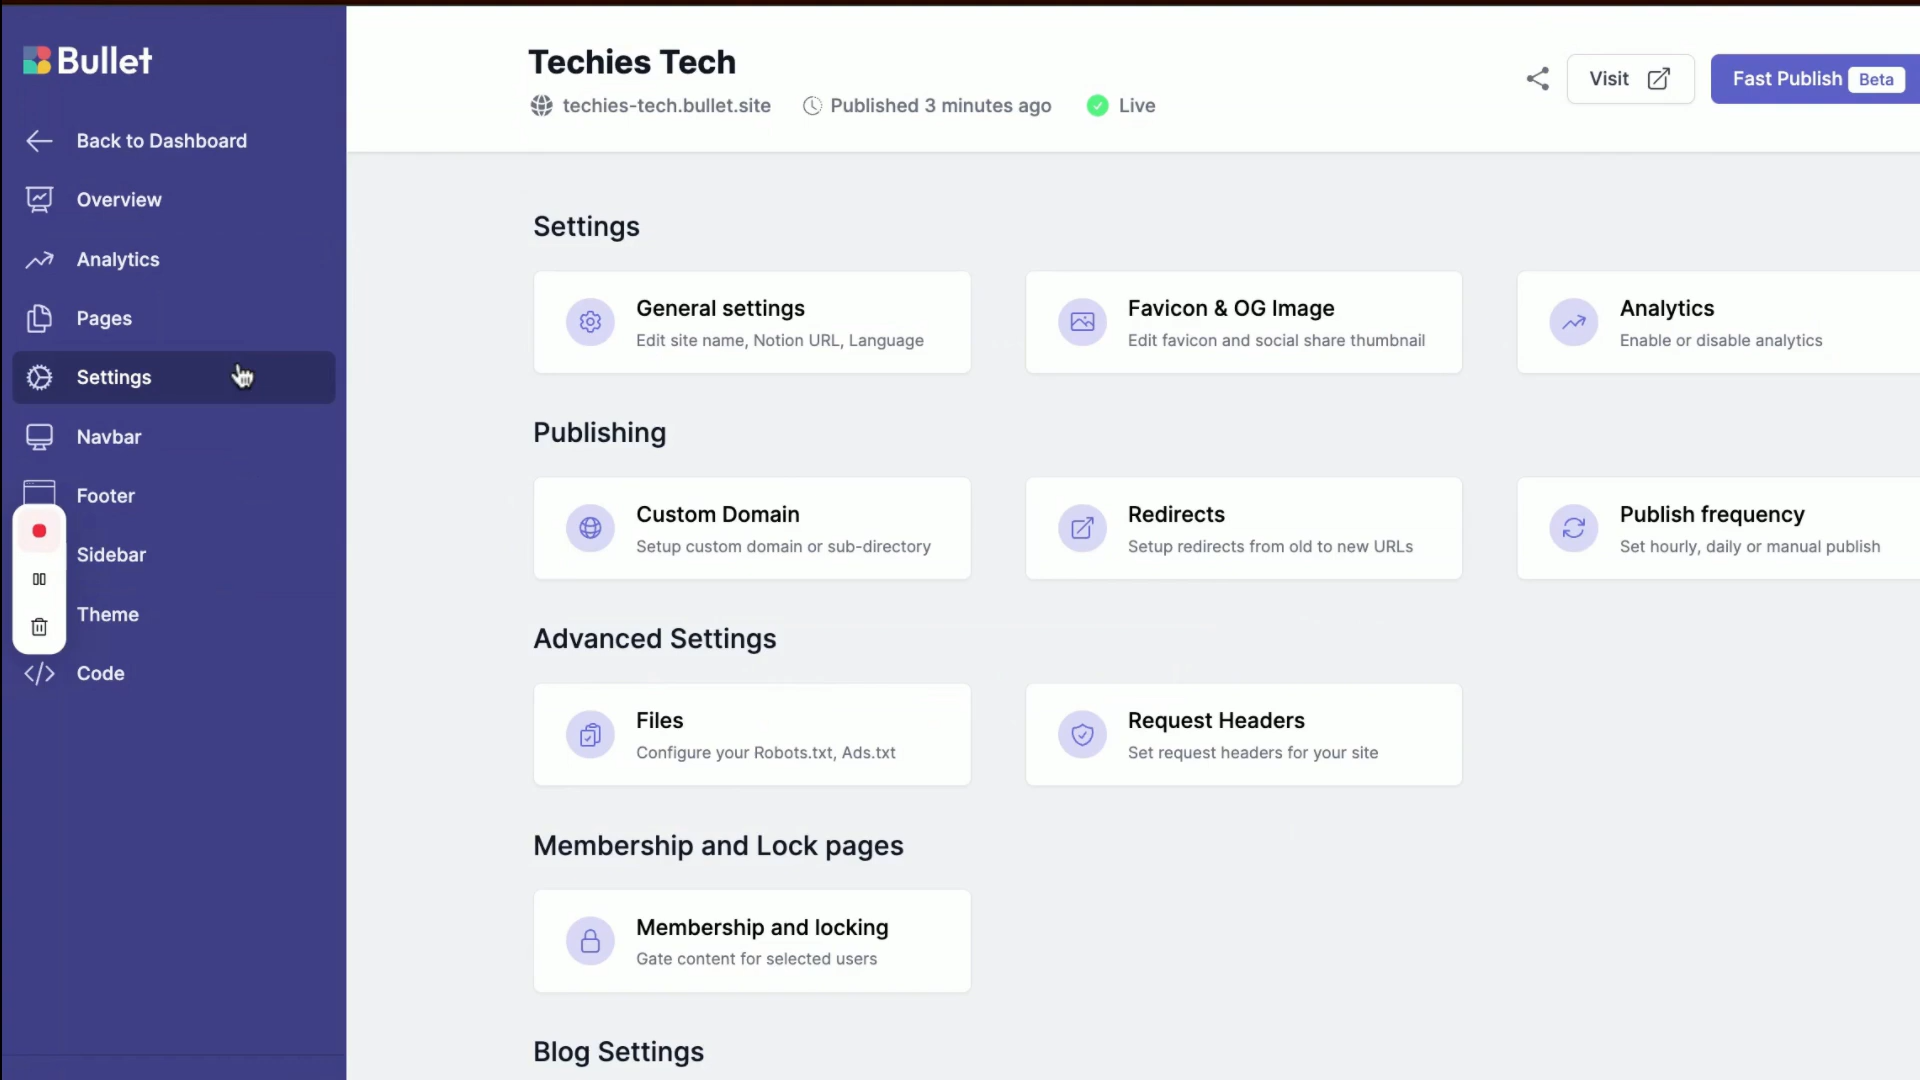 Bullet
Back to Dashboard
Overview
Analytics
Pages
Settings
Navbar
Footer
Sidebar
Theme
Code
Techies Tech
techies-tech.bullet.site
Published 3 minutes ago
Live
Visit
Fast Publish Beta
Settings
General settings
Edit site name, Notion URL, Language
Favicon & OG Image
Edit favicon and social share thumbnail
Analytics
Enable or disable analytics
Publishing
Custom Domain
Setup custom domain or sub-directory
Redirects
Setup redirects from old to new URLs
Publish frequency
Set hourly, daily or manual publish
Advanced Settings
Files
Configure your Robots.txt, Ads.txt
Request Headers
Set request headers for your site
Membership and Lock pages
Membership and locking
Gate content for selected users
Blog Settings